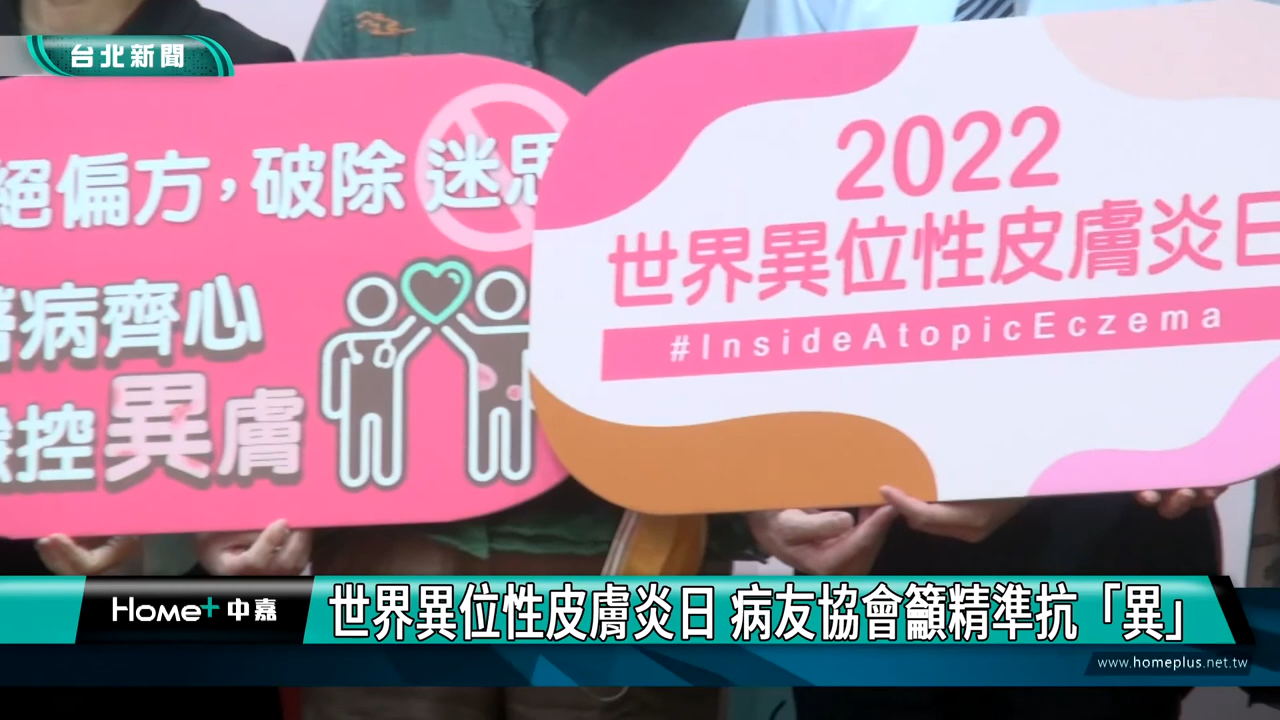 台北新聞
絕偏方,破除 迷思
病齊心
控異膚
2022
世界異位性皮膚炎日
#InsideAtopicEczema
Home+ 中嘉
世界異位性皮膚炎日 病友協會籲精準抗「異」
www.homeplus.net.tw